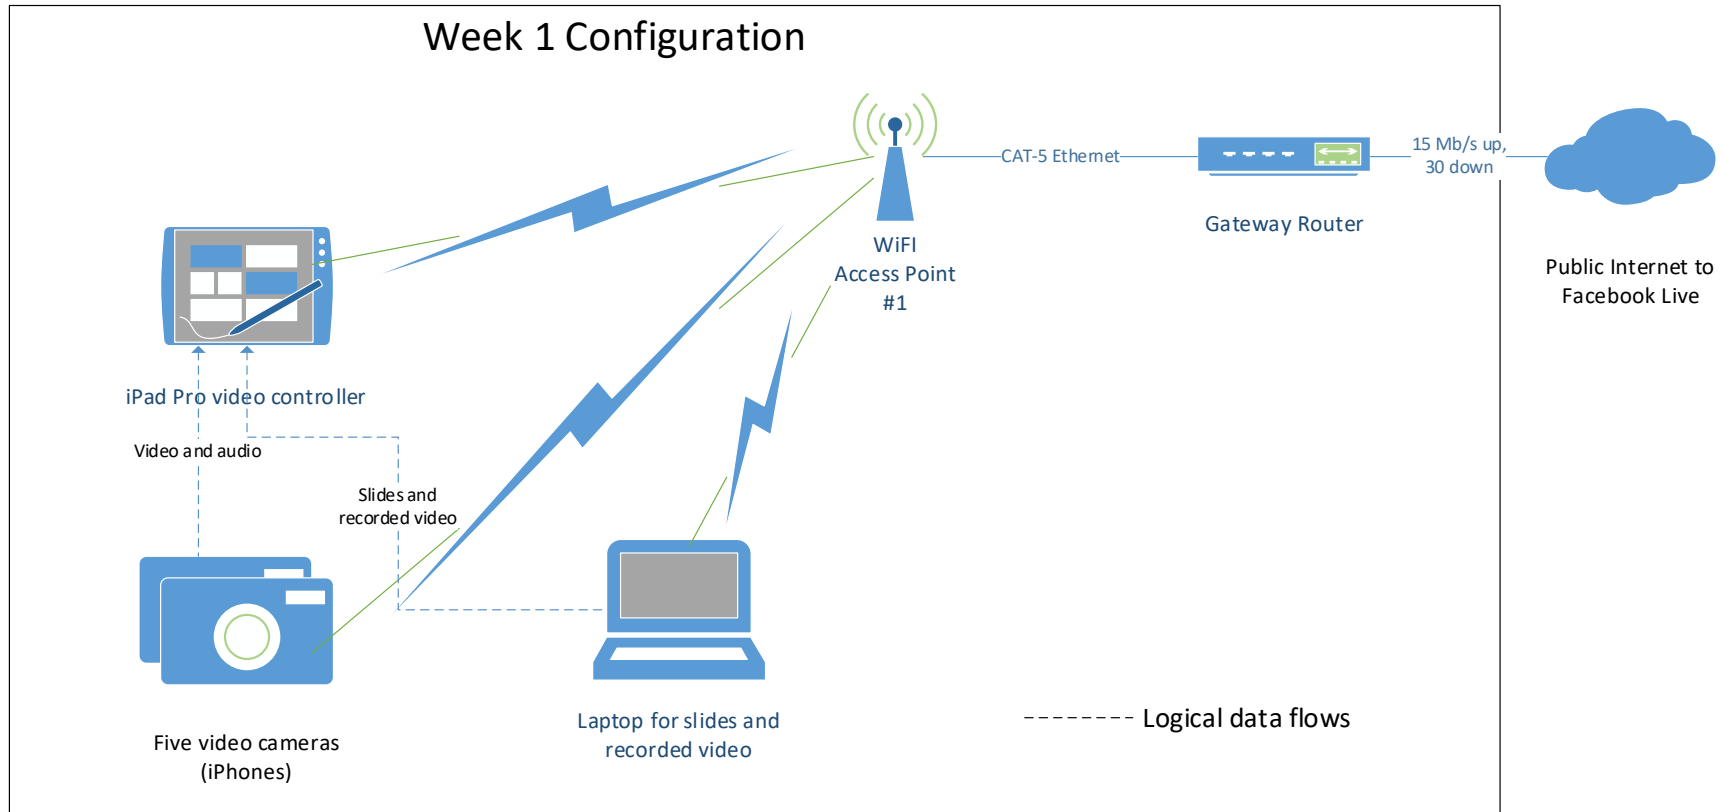 Week 1 Configuration
CAT-5 Ethernet
15 Mb/s up,
30 down
Gateway Router
WiFI
Access Point
#1
Public Internet to
Facebook Live
iPad Pro video controller
Video and audio
Slides and
recorded video
Laptop for slides and
recorded video
Logical data flows
Five video cameras
(iPhones)